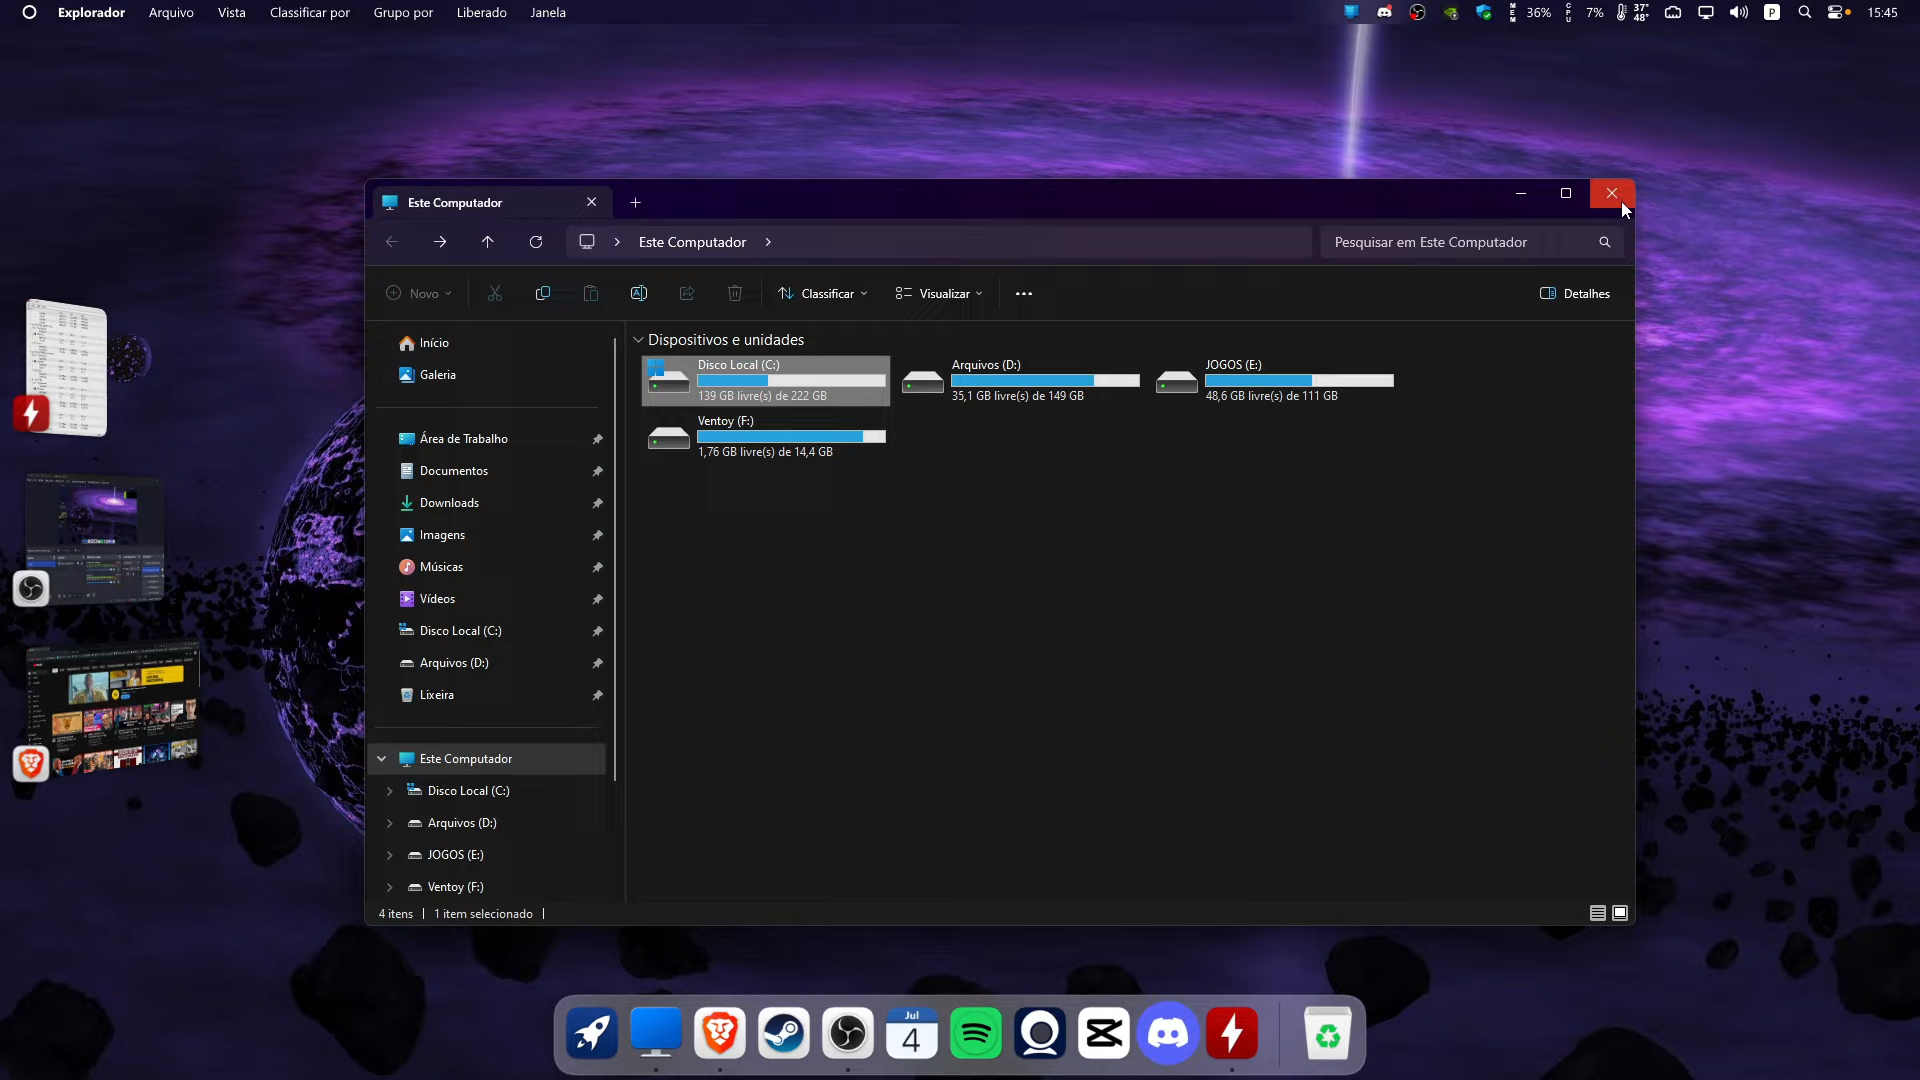 Explorador
Arquivo
Vista
Classificar por
Grupo por
Liberado
Janela
MEM 36%
CPU 7%
37°
48°
P
15:45
Este Computador
Este Computador
Pesquisar em Este Computador
Novo
Classificar
Visualizar
Detalhes
Início
Galeria
Área de Trabalho
Documentos
Downloads
Imagens
Músicas
Vídeos
Disco Local (C:)
Arquivos (D:)
Lixeira
Este Computador
Disco Local (C:)
Arquivos (D:)
JOGOS (E:)
Ventoy (F:)
Dispositivos e unidades
Disco Local (C:)
139 GB livre(s) de 222 GB
Arquivos (D:)
35,1 GB livre(s) de 149 GB
JOGOS (E:)
48,6 GB livre(s) de 111 GB
Ventoy (F:)
1,76 GB livre(s) de 14,4 GB
4 itens
1 item selecionado
Jul
4